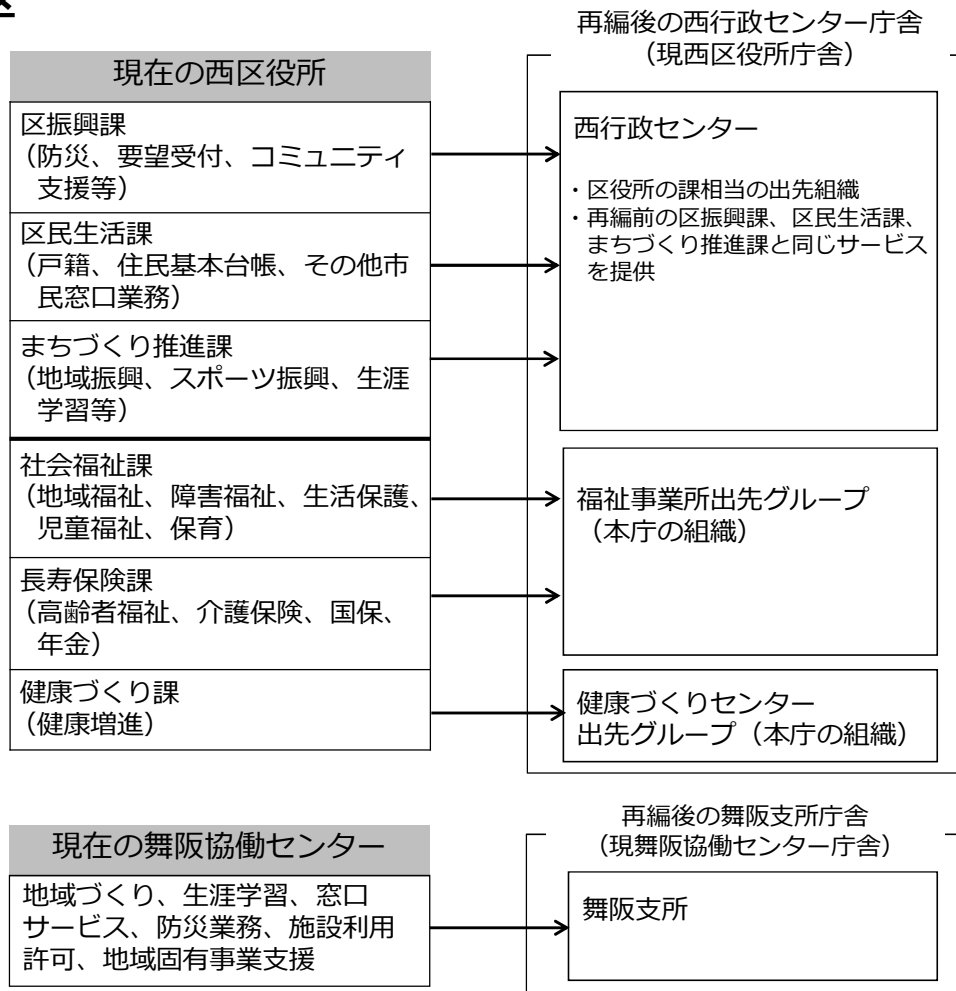 区
現在の西区役所
区振興課
（防災、要望受付、コミュニティ
支援等）
区民生活課
（戸籍、住民基本台帳、その他市
民窓口業務）
まちづくり推進課
（地域振興、スポーツ振興、生涯
学習等）
社会福祉課
（地域福祉、障害福祉、生活保護、
児童福祉、保育）
長寿保険課
（高齢者福祉、介護保険、国保、
年金）
健康づくり課
（健康増進）
再編後の西行政センター庁舎
（現西区役所庁舎）
西行政センター
・区役所の課相当の出先組織
・再編前の区振興課、区民生活課、
まちづくり推進課と同じサービス
を提供
福祉事業所出先グループ
（本庁の組織）
健康づくりセンター
出先グループ（本庁の組織）
現在の舞阪協働センター
地域づくり、生涯学習、窓口
サービス、防災業務、施設利用
許可、地域固有事業支援
再編後の舞阪支所庁舎
（現舞阪協働センター庁舎）
舞阪支所